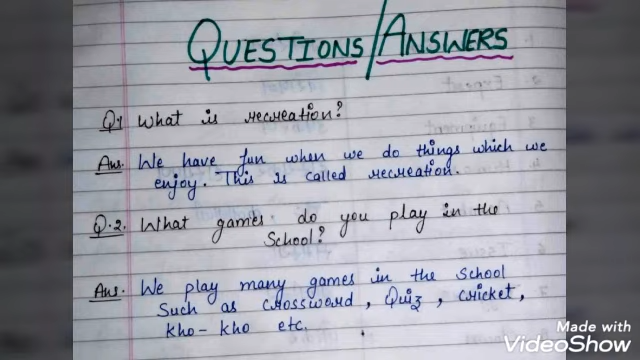 QUESTIONS/ANSWERS
Q1 What is recreation?
Ans. We have fun when we do things which we
enjoy. This is called recreation.
Q.2. What games do you play in the
School?
Ans. We play many games in the School
Such as crossword, Quiz, cricket,
kho-kho etc.
Made with
VideoShow